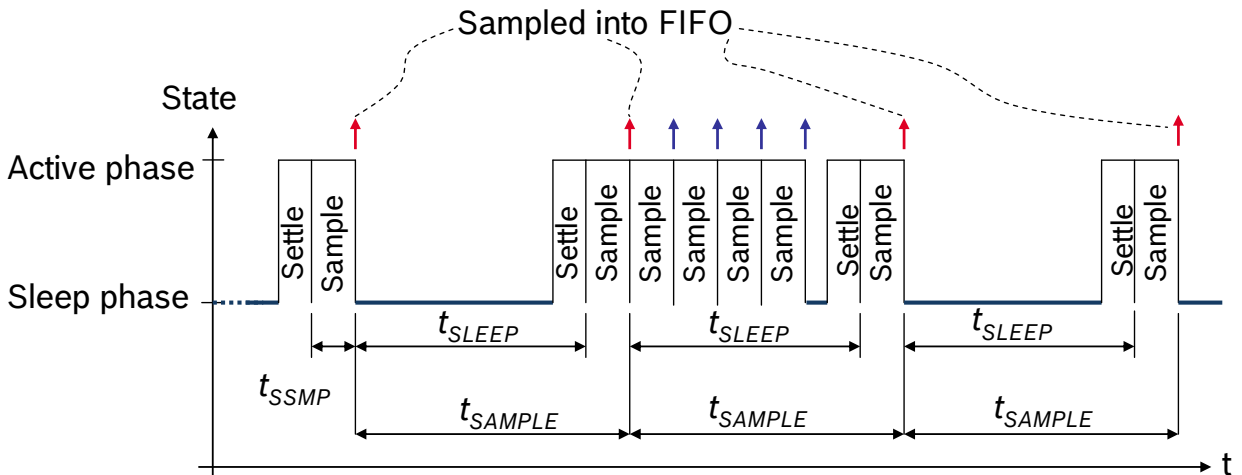 Sampled into FIFO
State
Active phase
Settle
Sample
Settle
Sample
Sample
Sample
Sample
Sample
Settle
Sample
Settle
Sample
Sleep phase
tSLEEP
tSLEEP
tSLEEP
tSSMP
tSAMPLE
tSAMPLE
tSAMPLE
t